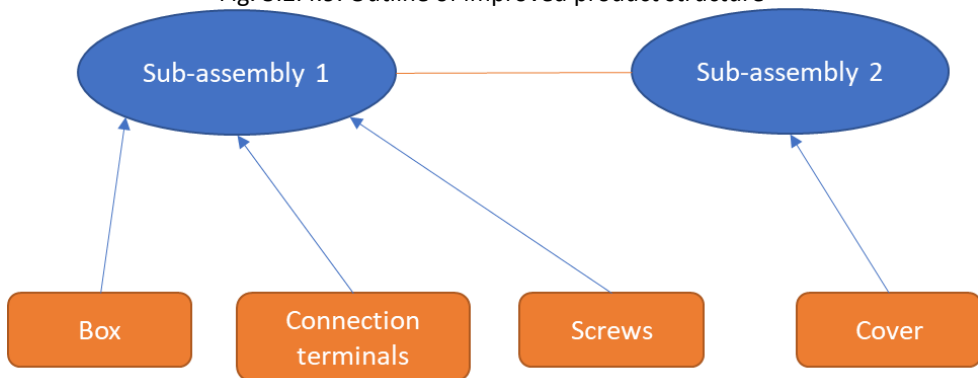 Outline of improved product structure
Sub-assembly 1
Sub-assembly 2
Box
Connection
terminals
Screws
Cover